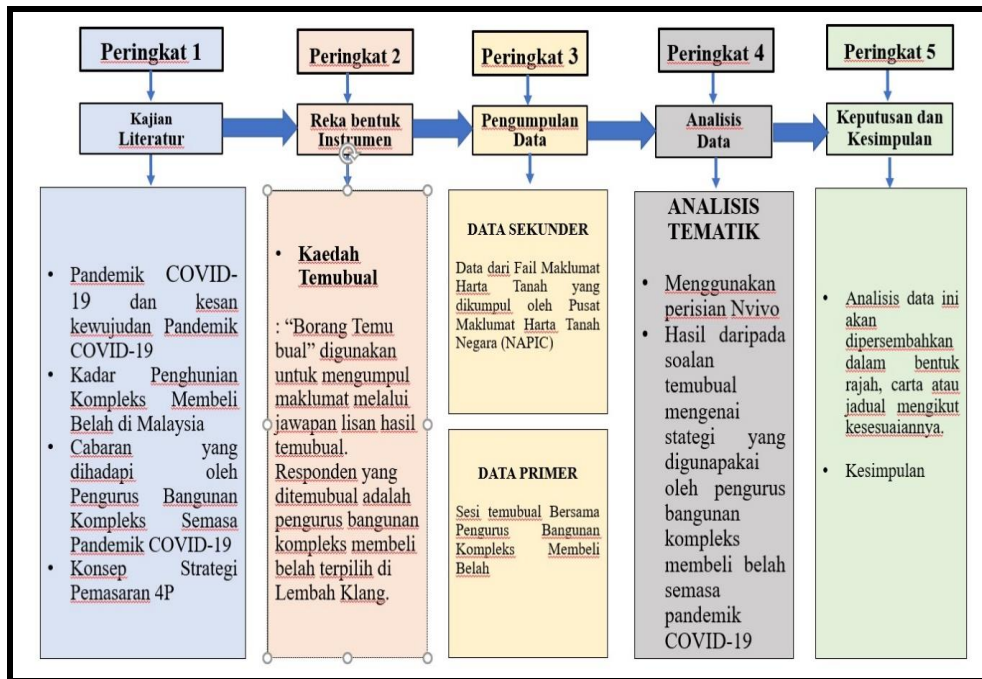 Peringkat 1
Kajian
Literatur
• Pandemik COVID-
19 dan kesan
kewujudan Pandemik
COVID-19
• Kadar Penghunian
Kompleks Membeli
Belah di Malaysia
• Cabaran yang
dihadapi oleh
Pengurus Bangunan
Kompleks Semasa
Pandemik COVID-19
• Konsep Strategi
Pemasaran 4P
Peringkat 2
Reka bentuk
Instrumen
• Kaedah
Temubual
: “Borang Temu
bual” digunakan
untuk mengumpul
maklumat melalui
jawapan lisan hasil
temubual.
Responden yang
ditemubual adalah
pengurus bangunan
kompleks membeli
belah terpilih di
Lembah Klang.
Peringkat 3
Pengumpulan
Data
DATA SEKUNDER
Data dari Fail Maklumat
Harta Tanah yang
dikumpul oleh Pusat
Maklumat Harta Tanah
Negara (NAPIC)
DATA PRIMER
Sesi temubual Bersama
Pengurus Bangunan
Kompleks Membeli
Belah
Peringkat 4
Analisis
Data
ANALISIS
TEMATIK
• Menggunakan
perisian Nvivo
• Hasil daripada
soalan
temubual
mengenai
stategi yang
digunapakai
oleh pengurus
bangunan
kompleks
membeli belah
semasa
pandemik
COVID-19
Peringkat 5
Keputusan dan
Kesimpulan
• Analisis data ini
akan
dipersembahkan
dalam bentuk
rajah, carta atau
jadual mengikut
kesesuaiannya.
• Kesimpulan